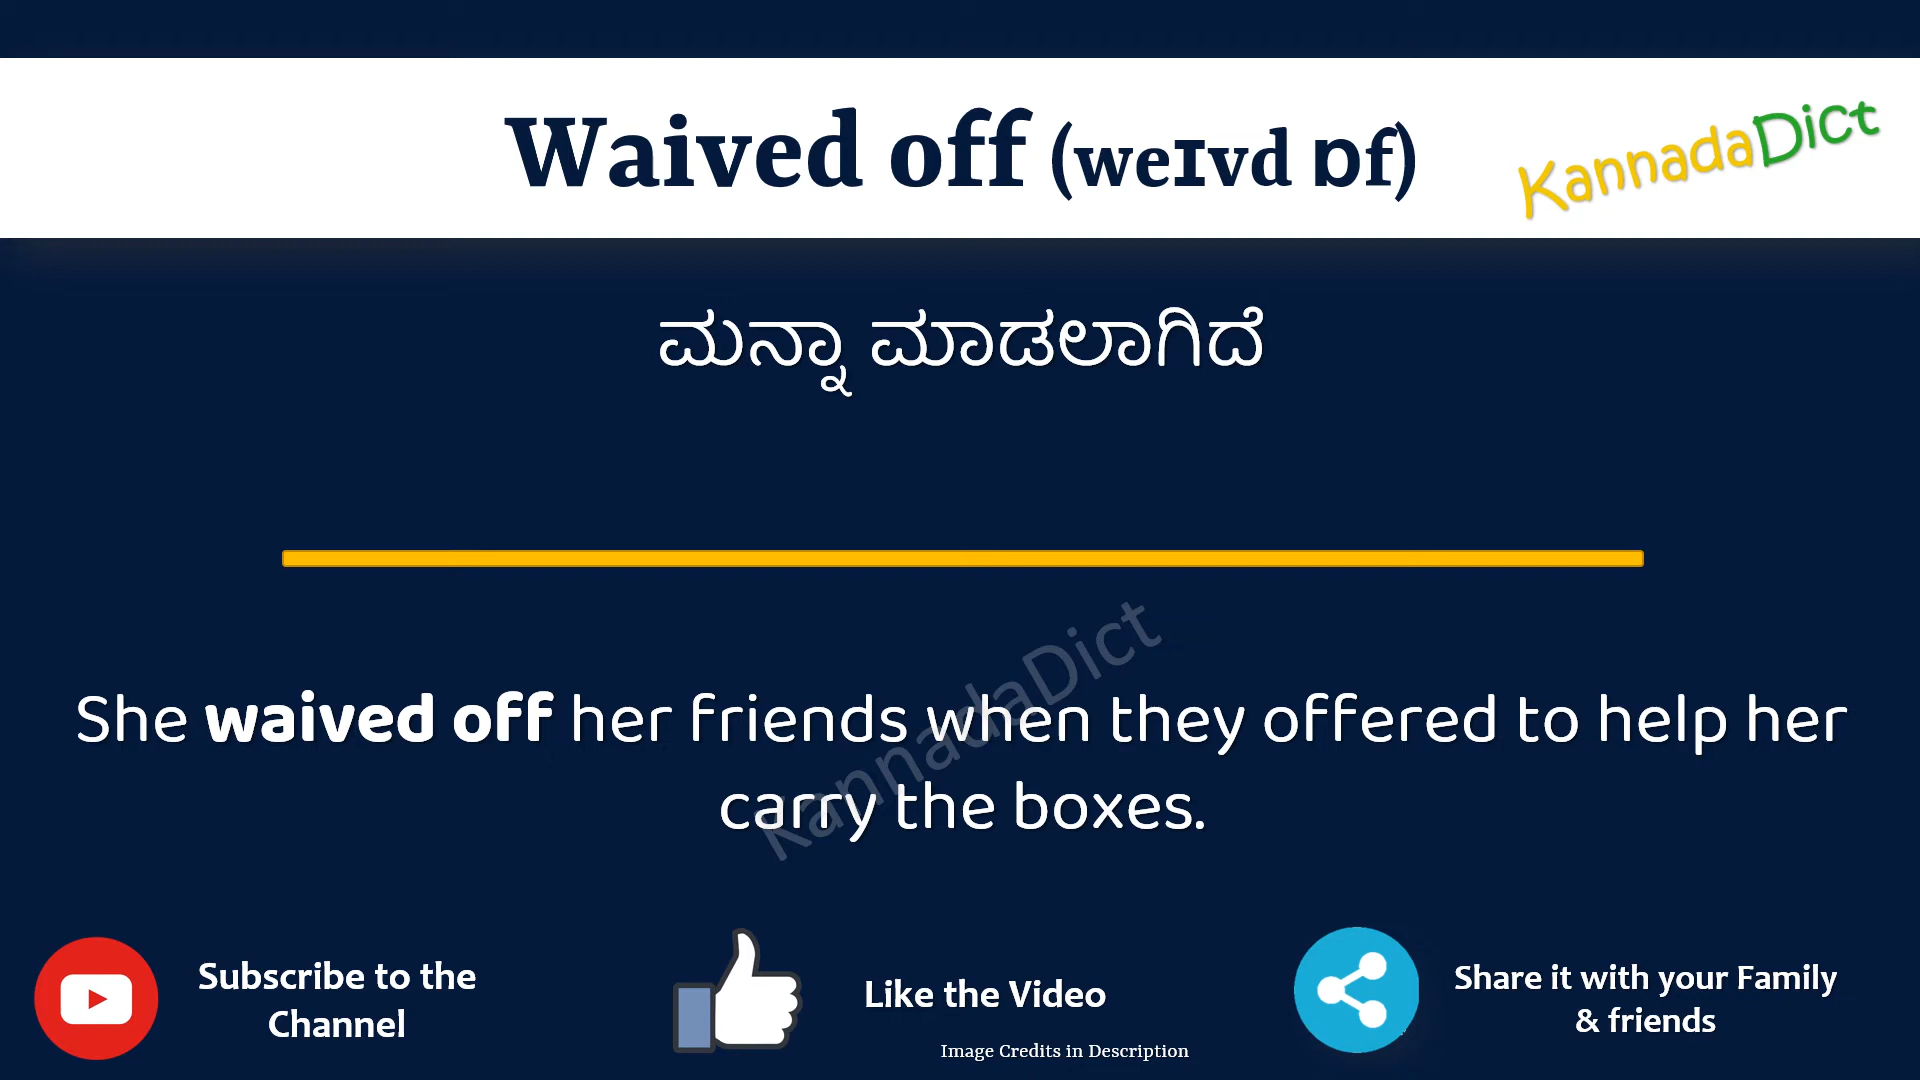 Waived off (weɪvd ɒf)
KannadaDict
ಮನ್ನಾ ಮಾಡಲಾಗಿದೆ
KannadaDict
She waived off her friends when they offered to help her
carry the boxes.
Subscribe to the
Channel
Like the Video
Share it with your Family
& friends
Image Credits in Description